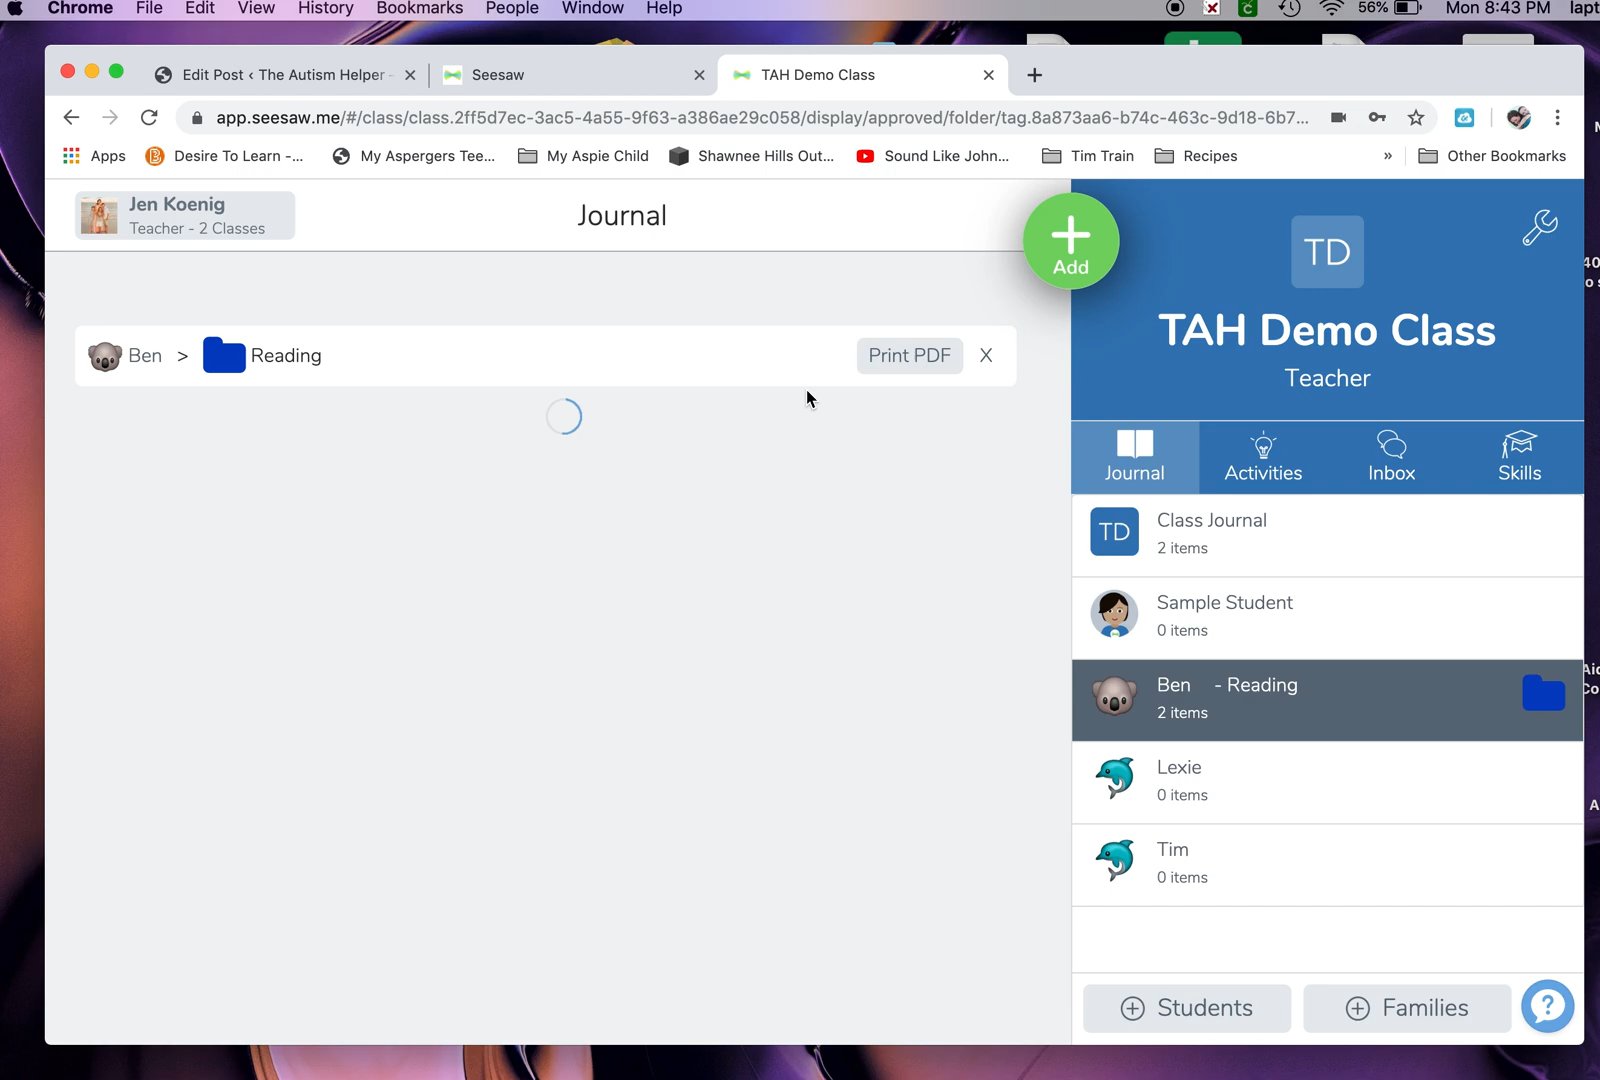 Chrome File Edit View History Bookmarks People Window Help 56% Mon 8:43 PM lapt
Edit Post ‹ The Autism Helper
Seesaw
TAH Demo Class
app.seesaw.me/#/class/class.2ff5d7ec-3ac5-4a55-9f63-a386ae29c058/display/approved/folder/tag.8a873aa6-b74c-463c-9d18-6b7...
Apps
Desire To Learn -...
My Aspergers Tee...
My Aspie Child
Shawnee Hills Out...
Sound Like John...
Tim Train
Recipes
»
Other Bookmarks
Jen Koenig
Teacher - 2 Classes
Journal
Add
TD
TAH Demo Class
Teacher
Ben > Reading
Print PDF X
Journal
Activities
Inbox
Skills
TD
Class Journal
2 items
Sample Student
0 items
Ben - Reading
2 items
Lexie
0 items
Tim
0 items
Students
Families
?